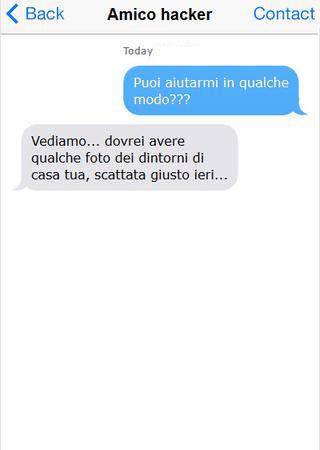 Back Amico hacker Contact
Today
Puoi aiutarmi in qualche
modo???
Vediamo... dovrei avere
qualche foto dei dintorni di
casa tua, scattata giusto ieri...